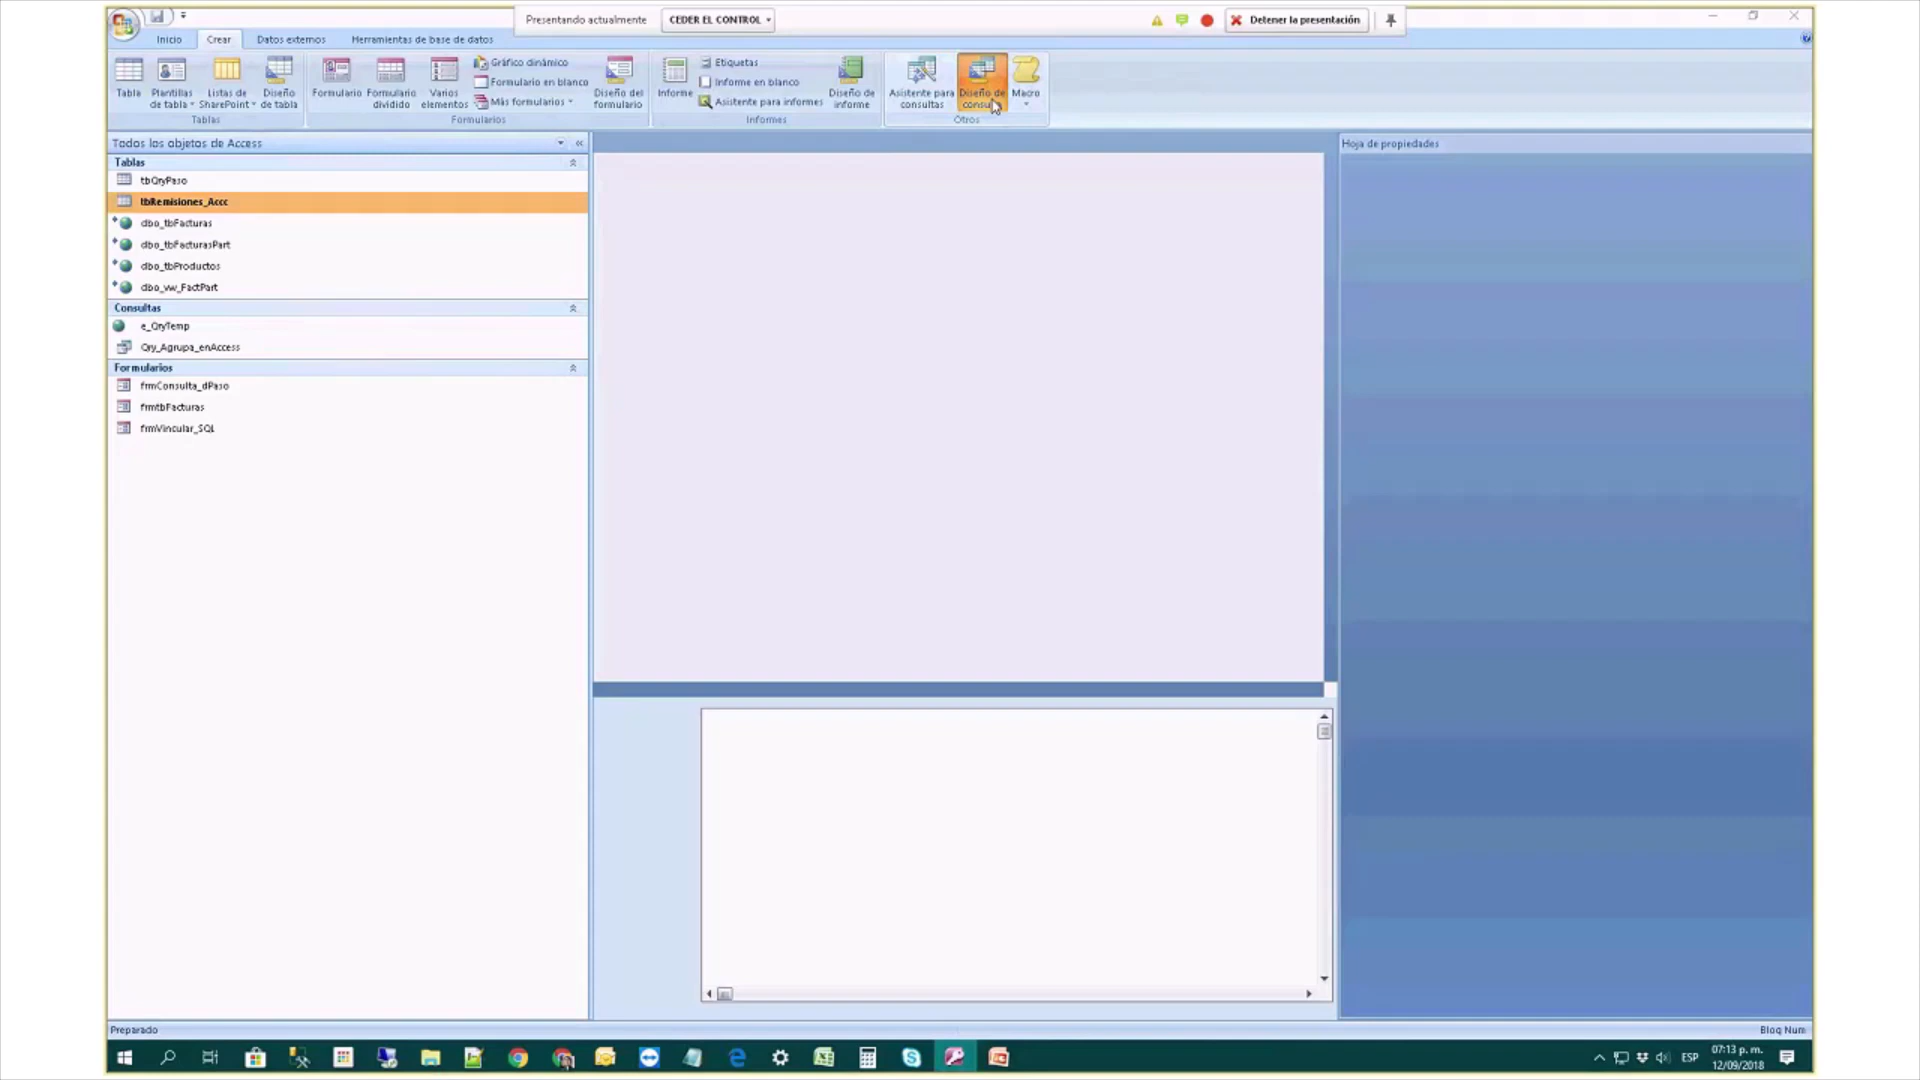 Presentando actualmente CEDER EL CONTROL Detener la presentación
Inicio Crear Datos externos Herramientas de base de datos
Tabla Plantillas de tabla Listas de SharePoint Diseño de tabla
Tablas
Formulario Formulario dividido Varios elementos Gráfico dinámico Formulario en blanco Más formularios Diseño del formulario
Formularios
Informe Etiquetas Informe en blanco Asistente para informes Diseño de informe
Informes
Asistente para consultas Diseño de Macro
Otros
Todos los objetos de Access
Hoja de propiedades
Tablas
tbQryPaso
tbRemisiones_Accc
dbo_tbFacturas
dbo_tbFacturasPart
dbo_tbProductos
dbo_vw_FactPart
Consultas
e_QryTemp
Qry_Agrupa_enAccess
Formularios
frmConsulta_dPaso
frmtbFacturas
frmVincular_SQL
Preparado
Bloq Num
ESP
07:13 p. m.
12/09/2018